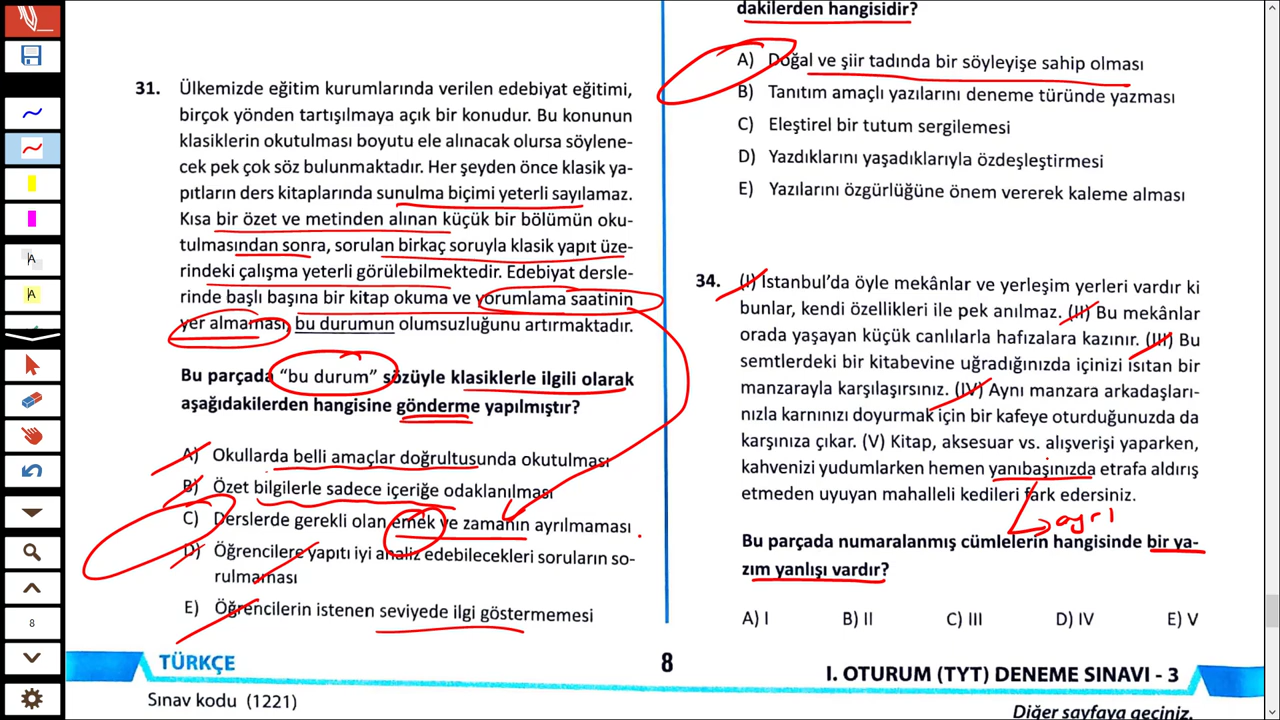 31. Ülkemizde eğitim kurumlarında verilen edebiyat eğitimi,
birçok yönden tartışılmaya açık bir konudur. Bu konunun
klasiklerin okutulması boyutu ele alınacak olursa söylene-
cek pek çok söz bulunmaktadır. Her şeyden önce klasik ya-
pıtların ders kitaplarında sunulma biçimi yeterli sayılamaz.
Kısa bir özet ve metinden alınan küçük bir bölümün oku-
tulmasından sonra, sorulan birkaç soruyla klasik yapıt üze-
rindeki çalışma yeterli görülebilmektedir. Edebiyat dersle-
rinde başlı başına bir kitap okuma ve yorumlama saatinin
yer almaması, bu durumun olumsuzluğunu artırmaktadır.
Bu parçada “bu durum” sözüyle klasiklerle ilgili olarak
aşağıdakilerden hangisine gönderme yapılmıştır?
A) Okullarda belli amaçlar doğrultusunda okutulması
B) Özet bilgilerle sadece içeriğe odaklanılması
C) Derslerde gerekli olan emek ve zamanın ayrılmaması
D) Öğrencilere yapıtı iyi analiz edebilecekleri soruların so-
rulmaması
E) Öğrencilerin istenen seviyede ilgi göstermemesi
dakilerden hangisidir?
A) Doğal ve şiir tadında bir söyleyişe sahip olması
B) Tanıtım amaçlı yazılarını deneme türünde yazması
C) Eleştirel bir tutum sergilemesi
D) Yazdıklarını yaşadıklarıyla özdeşleştirmesi
E) Yazılarını özgürlüğüne önem vererek kaleme alması
34. (I) İstanbul’da öyle mekânlar ve yerleşim yerleri vardır ki
bunlar, kendi özellikleri ile pek anılmaz. (II) Bu mekânlar
orada yaşayan küçük canlılarla hafızalara kazınır. (III) Bu
semtlerdeki bir kitabevine uğradığınızda içinizi ısıtan bir
manzarayla karşılaşırsınız. (IV) Aynı manzara arkadaşları-
nızla karnınızı doyurmak için bir kafeye oturduğunuzda da
karşınıza çıkar. (V) Kitap, aksesuar vs. alışverişi yaparken,
kahvenizi yudumlarken hemen yanıbaşınızda etrafa aldırış
etmeden uyuyan mahalleli kedileri fark edersiniz.
ayrı
Bu parçada numaralanmış cümlelerin hangisinde bir ya-
zım yanlışı vardır?
A) I B) II C) III D) IV E) V
A
A
8
TÜRKÇE
8
I. OTURUM (TYT) DENEME SINAVI - 3
Sınav kodu (1221)
Diğer sayfaya geçiniz.